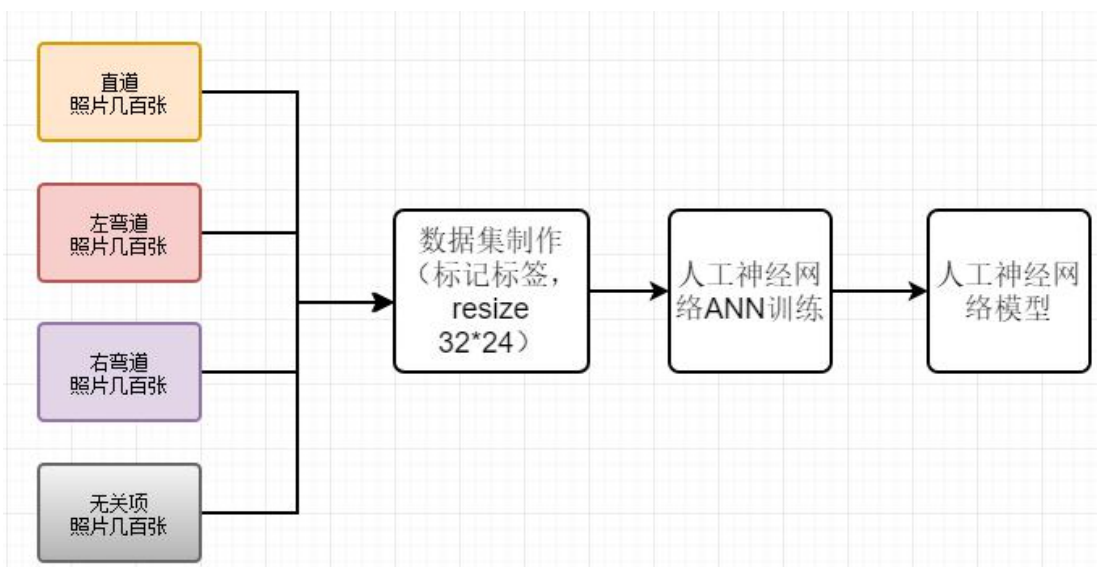 直道
照片几百张
左弯道
照片几百张
右弯道
照片几百张
无关项
照片几百张
数据集制作
（标记标签，
resize
32*24）
人工神经网
络ANN训练
人工神经网
络模型